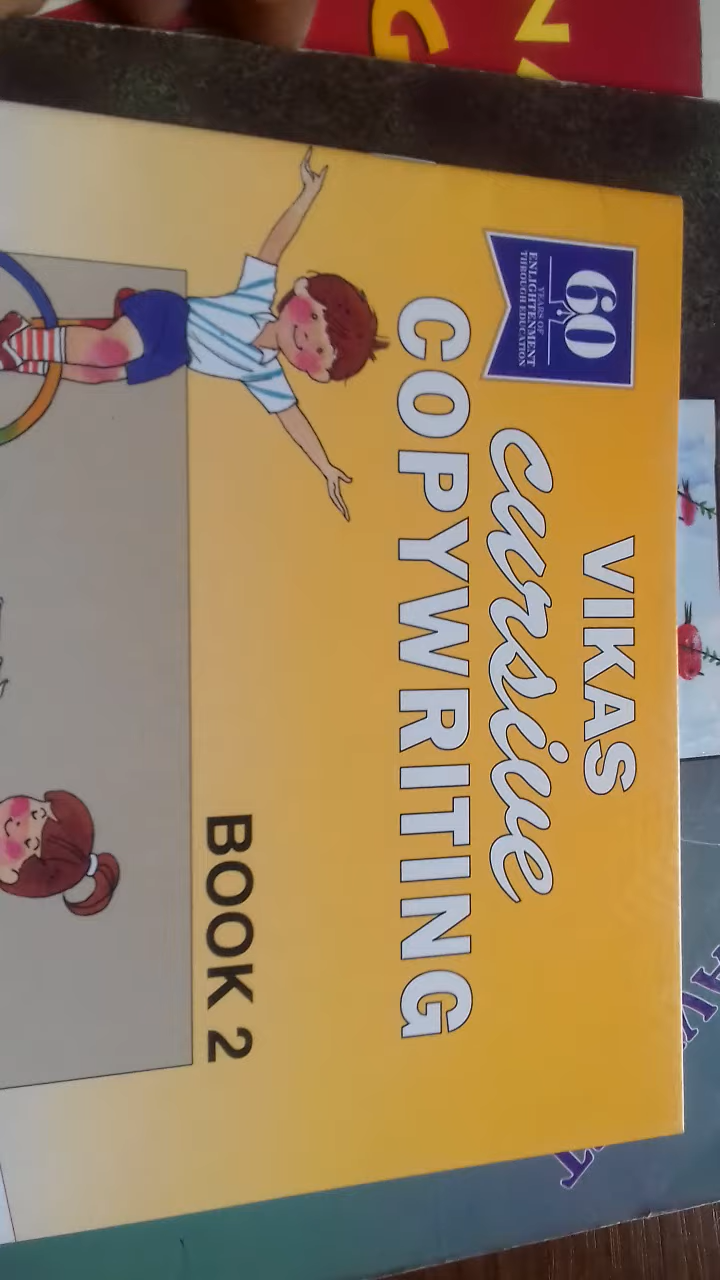 60
YEARS OF
ENLIGHTENMENT
THROUGH EDUCATION
VIKAS
cursive
COPYWRITING
BOOK 2